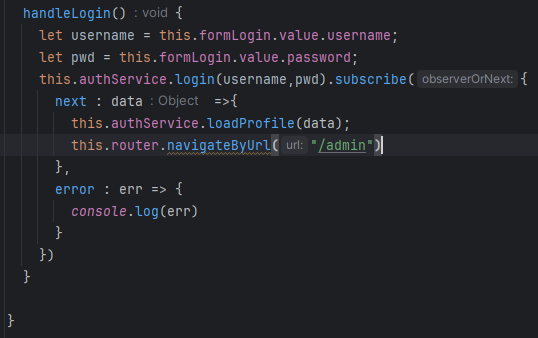 handleLogin() : void {
let username = this.formLogin.value.username;
let pwd = this.formLogin.value.password;
this.authService.login(username,pwd).subscribe( observerOrNext: {
next : data : Object =>{
this.authService.loadProfile(data);
this.router.navigateByUrl( url: "/admin")
},
error : err => {
console.log(err)
}
})
}
}